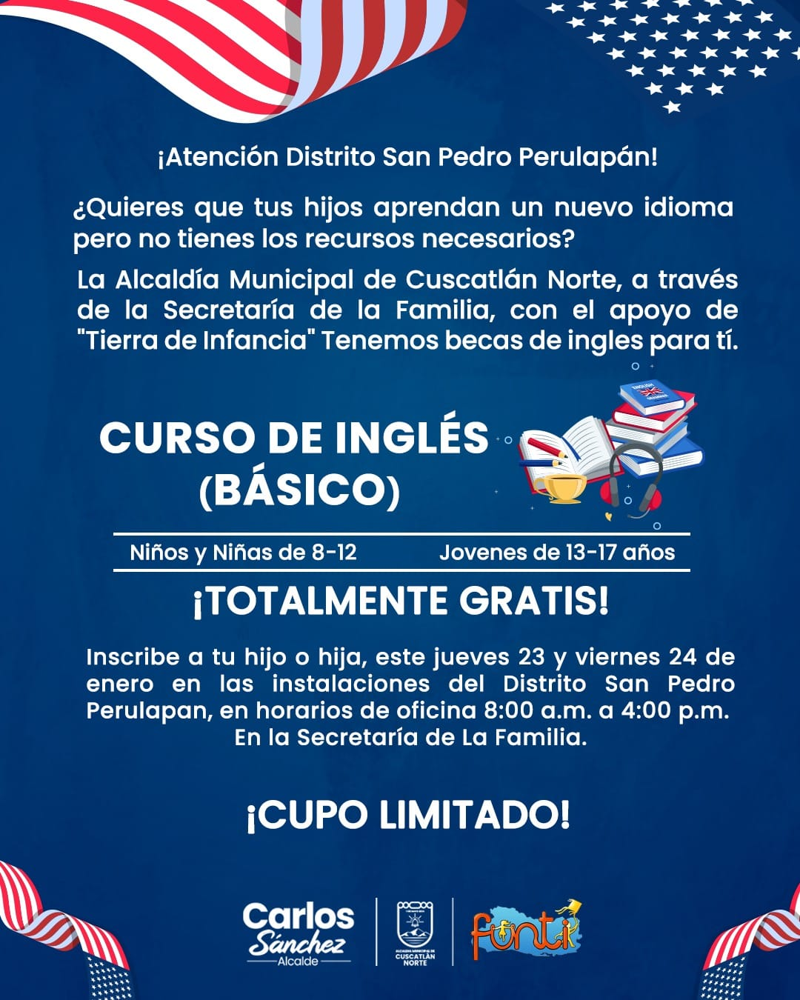 ¡Atención Distrito San Pedro Perulapán!
¿Quieres que tus hijos aprendan un nuevo idioma
pero no tienes los recursos necesarios?
La Alcaldía Municipal de Cuscatlán Norte, a través
de la Secretaría de la Familia, con el apoyo de
"Tierra de Infancia" Tenemos becas de ingles para tí.
ENGLISH
GRAMMAR
CURSO DE INGLÉS
(BÁSICO)
Niños y Niñas de 8-12
Jovenes de 13-17 años
¡TOTALMENTE GRATIS!
Inscribe a tu hijo o hija, este jueves 23 y viernes 24 de
enero en las instalaciones del Distrito San Pedro
Perulapan, en horarios de oficina 8:00 a.m. a 4:00 p.m.
En la Secretaría de La Familia.
¡CUPO LIMITADO!
Carlos
Sánchez
Alcalde
ALCALDIA MUNICIPAL DE
CUSCATLÁN
NORTE
funti